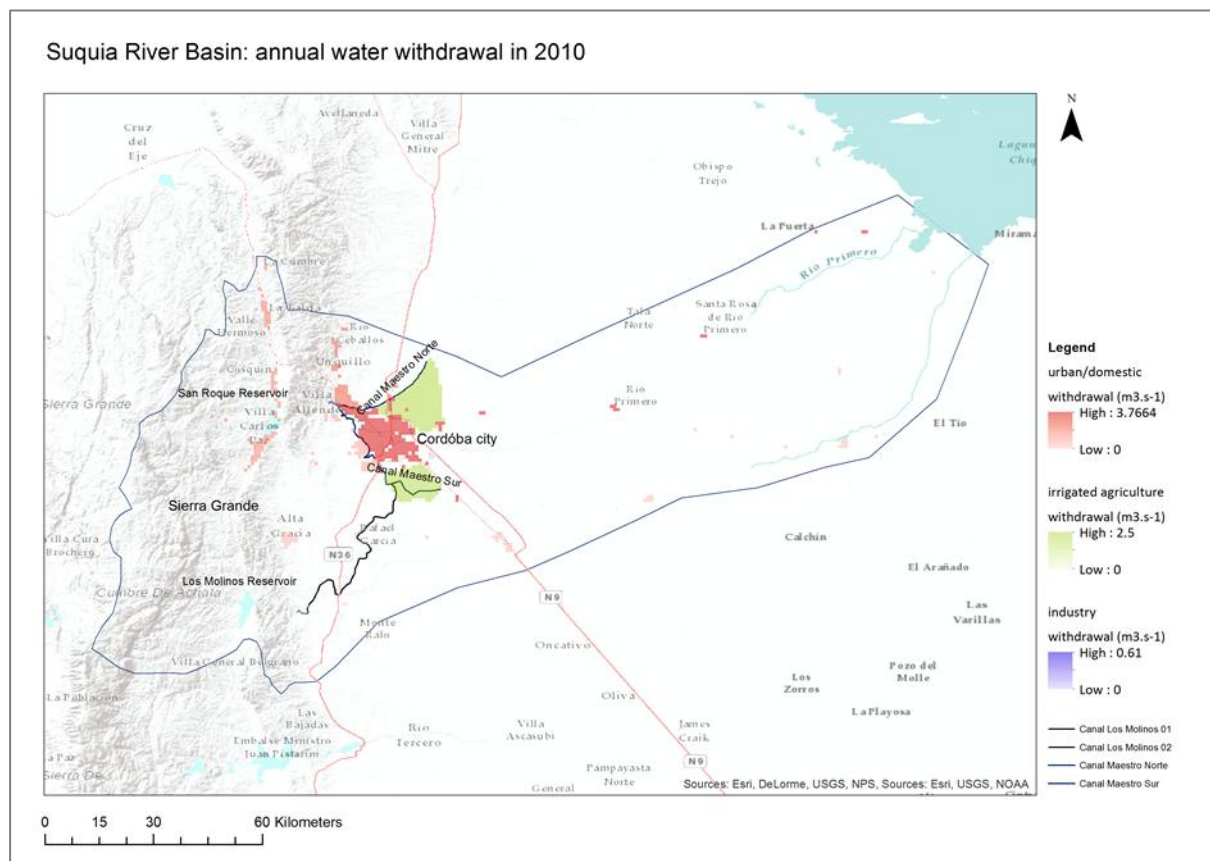 Suquia River Basin: annual water withdrawal in 2010
N
Avellaneda
Villa
General
Mitre
Cruz
del
Eje
Obispo
Trejo
La Puerta
Rio Primero
La Cumbre
La Falda
Valle
Hermoso
Rio
Ceballos
Tala
Norte
Santa Rosa
de Rio
Primero
Unquillo
Canal Maestro Norte
Cosquin
San Roque Reservoir
Villa
Allende
Sierra Grande
Villa
Carlos
Paz
Rio
Primero
Cordóba city
El Tio
Canal Maestro Sur
Sierra Grande
Alta
Gracia
Rafael
Garcia
Villa Cura
Brochero
N36
Calchin
Los Molinos Reservoir
El Arañado
Cumbre De Achala
N9
Las
Varillas
Monte
Ralo
Oncativo
Villa General Belgrano
Pozo del
Molle
Los
Zorros
La Población
Oliva
La Playosa
Las
Bajadas
Rio
Tercero
Villa
Ascasubi
James
Craik
Embalse Ministro
Juan Pistarini
La Paz
Sierra De
N9
Pampayasta
Norte
General
Sources: Esri, DeLorme, USGS, NPS, Sources: Esri, USGS, NOAA
Legend
urban/domestic
withdrawal (m3.s-1)
High : 3.7664
Low : 0
irrigated agriculture
withdrawal (m3.s-1)
High : 2.5
Low : 0
industry
withdrawal (m3.s-1)
High : 0.61
Low : 0
Canal Los Molinos 01
Canal Los Molinos 02
Canal Maestro Norte
Canal Maestro Sur
0 15 30 60 Kilometers